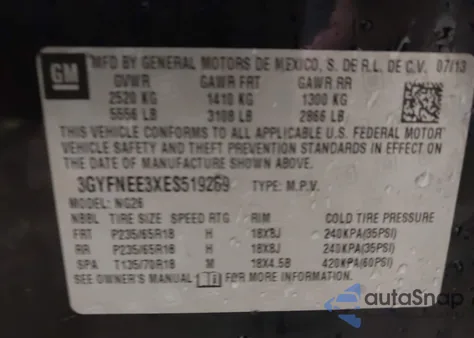 GM
MFD BY GENERAL MOTORS DE MEXICO, S. DE R.L. DE C.V. 07/13
GVWR GAWR FRT GAWR RR
2520 KG 1410 KG 1300 KG
5556 LB 3108 LB 2866 LB
THIS VEHICLE CONFORMS TO ALL APPLICABLE U.S. FEDERAL MOTOR
VEHICLE SAFETY, BUMPER, AND THEFT PREVENTION STANDARDS
IN EFFECT ON THE DATE OF MANUFACTURE SHOWN ABOVE.
3GYFNEE3XES519269 TYPE: M.P.V.
MODEL: NG26
NBBL TIRE SIZE SPEED RTG RIM COLD TIRE PRESSURE
FRT P235/65R18 H 18X8J 240KPA(35PSI)
RR P235/65R18 H 18X8J 240KPA(35PSI)
SPA T135/70R18 M 18X4.5B 420KPA(60PSI)
SEE OWNER'S MANUAL FOR MORE INFORMATION.
autoSnap